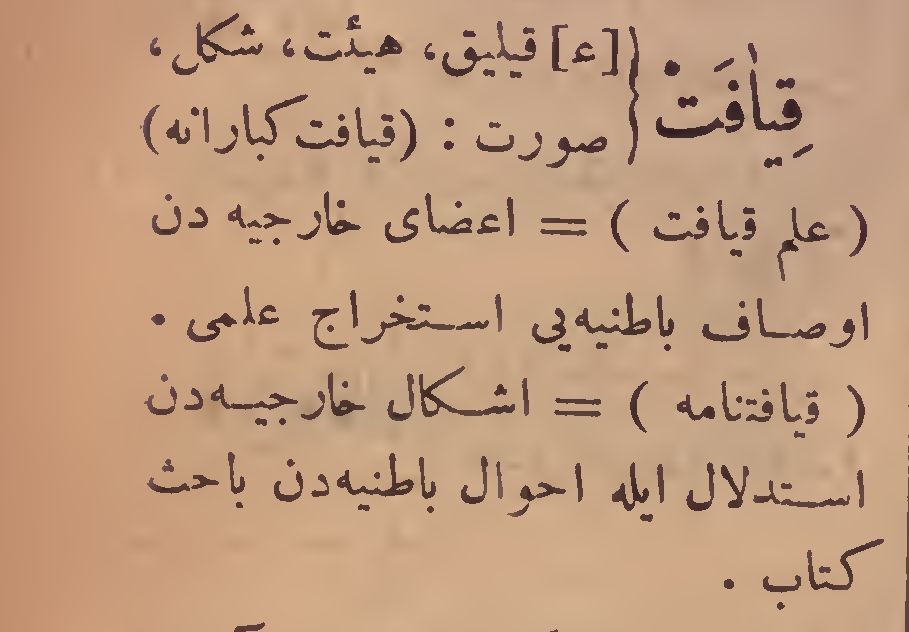 قِيٰافَتْ { [ع] قيليق، هيئت، شكل،
صورت : (قيافت كبارانه)
( علم قيافت ) = اعضاى خارجيه دن
اوصاف باطنيه‌يى استخراج علمى .
( قيافتنامه ) = اشكال خارجيه‌دن
استدلال ايله احوال باطنيه‌دن باحث
كتاب .